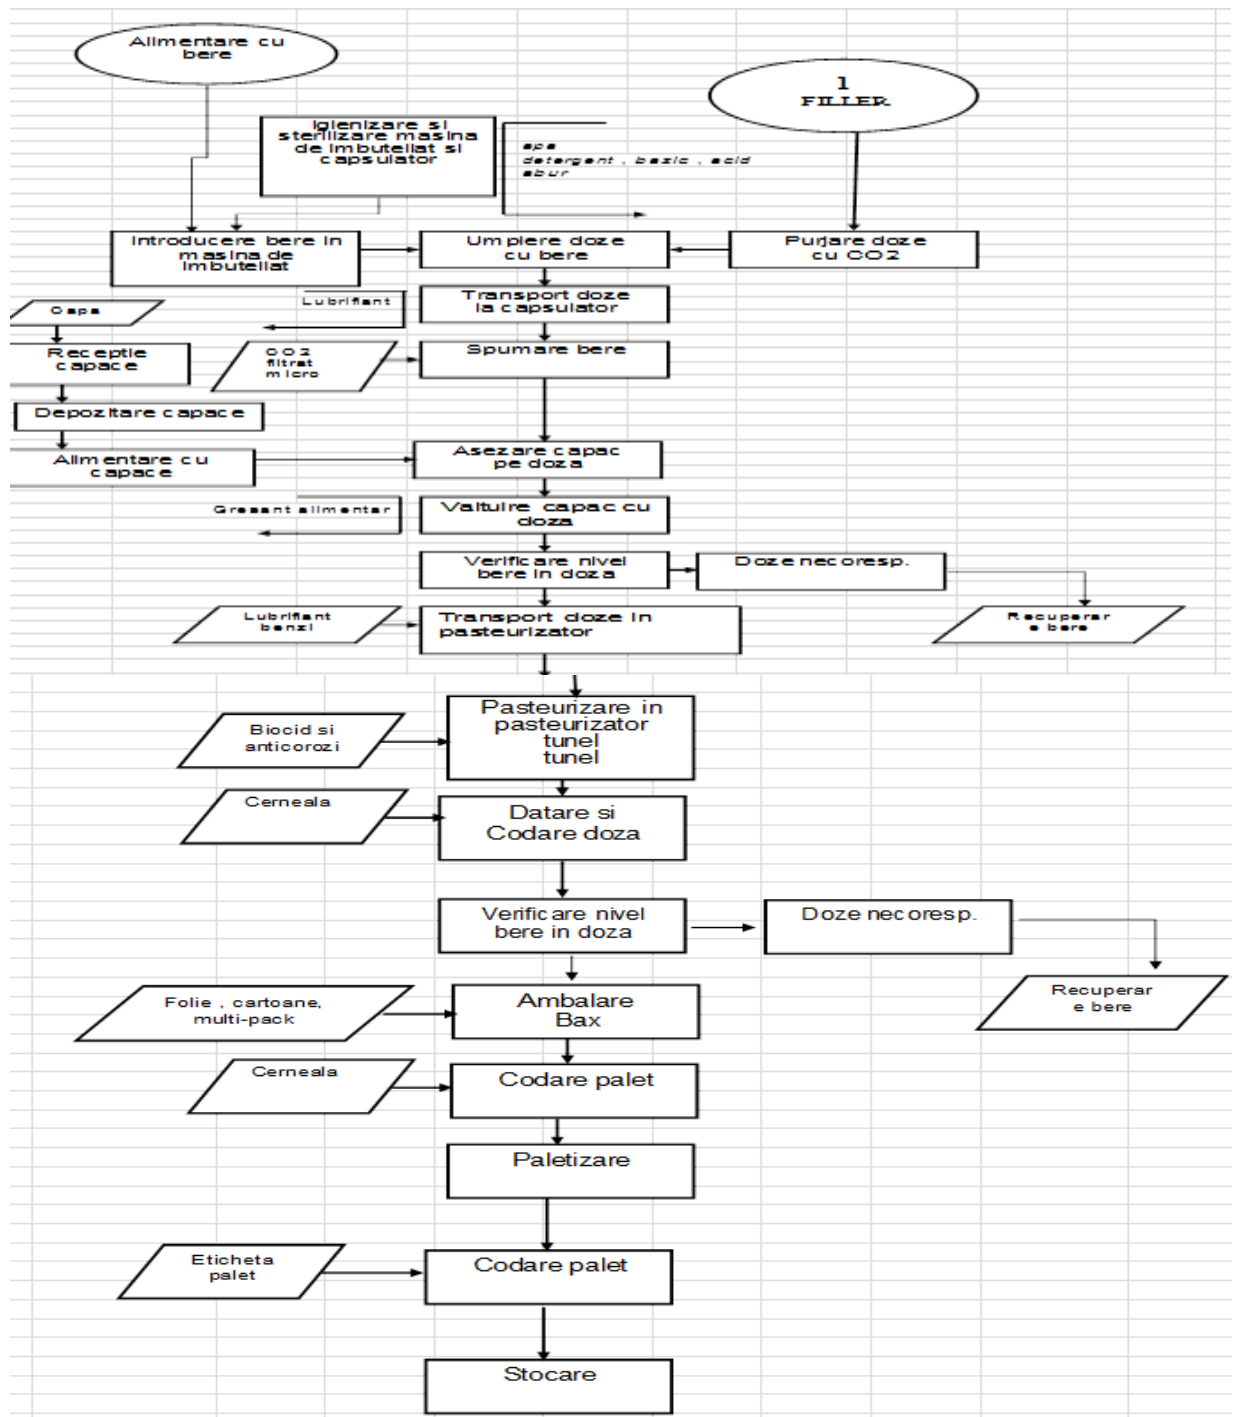 Alimentare cu
bere
1
FILLER
Igienizare si
sterilizare masina
de imbuteliat si
capsulator
apa
detergent , bazic , acid
abur
Introducere bere in
masina de
imbuteliat
Umplere doze
cu bere
Purjare doze
cu CO2
Lubrifiant
Transport doze
la capsulator
Capa
Receptie
capace
CO2
filtrat
micro
Spumare bere
Depozitare capace
Alimentare cu
capace
Asezare capac
pe doza
Gresant alimentar
Valtuire capac cu
doza
Verificare nivel
bere in doza
Doze necoresp.
Lubrifiant
benzi
Transport doze in
pasteurizator
Recuperar
e bere
Biocid si
anticorozi
Pasteurizare in
pasteurizator
tunel
tunel
Cerneala
Datare si
Codare doza
Verificare nivel
bere in doza
Doze necoresp.
Recuperar
e bere
Folie , cartoane,
multi-pack
Ambalare
Bax
Cerneala
Codare palet
Paletizare
Eticheta
palet
Codare palet
Stocare